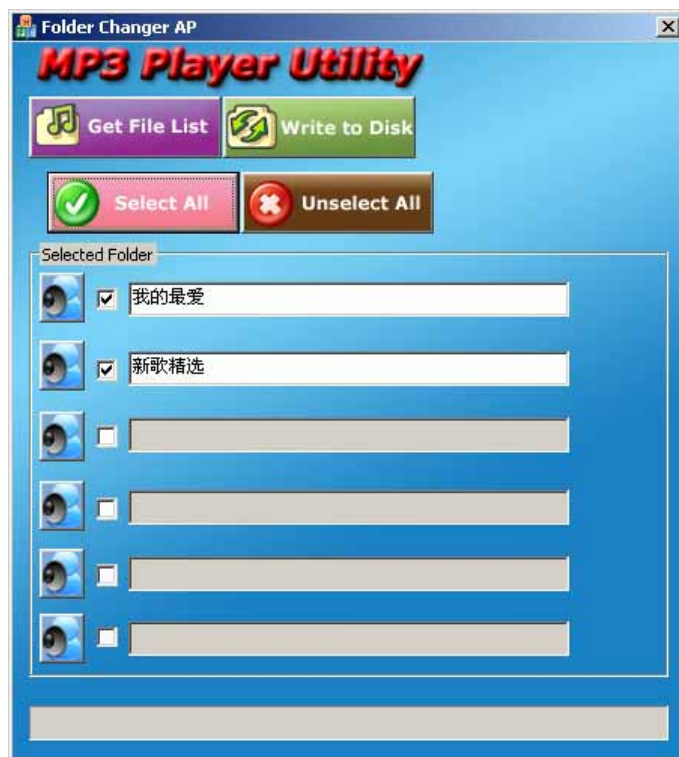 Folder Changer AP
MP3 Player Utility
Get File List
Write to Disk
Select All
Unselect All
Selected Folder
我的最爱
新歌精选